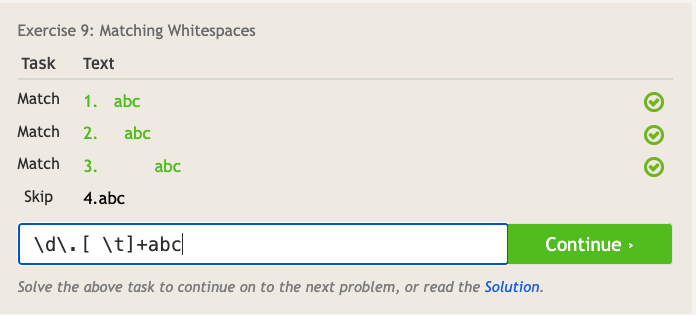 Exercise 9: Matching Whitespaces
Task Text
Match 1. abc
Match 2. abc
Match 3. abc
Skip 4.abc
\d\.[ \t]+abc Continue ›
Solve the above task to continue on to the next problem, or read the Solution.